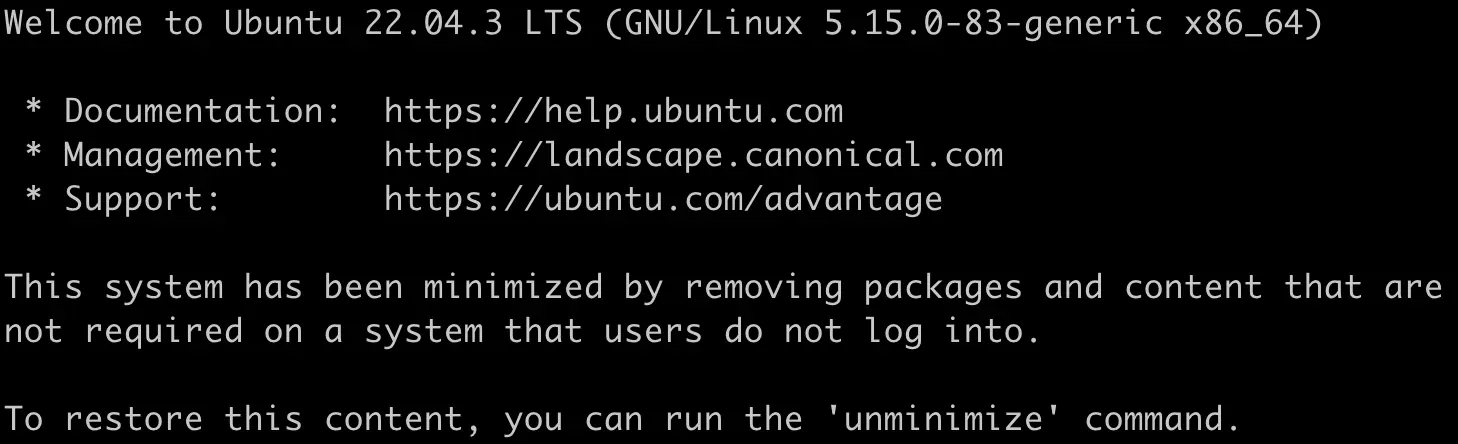 Welcome to Ubuntu 22.04.3 LTS (GNU/Linux 5.15.0-83-generic x86_64)
* Documentation:  https://help.ubuntu.com
* Management:     https://landscape.canonical.com
* Support:        https://ubuntu.com/advantage
This system has been minimized by removing packages and content that are
not required on a system that users do not log into.
To restore this content, you can run the 'unminimize' command.